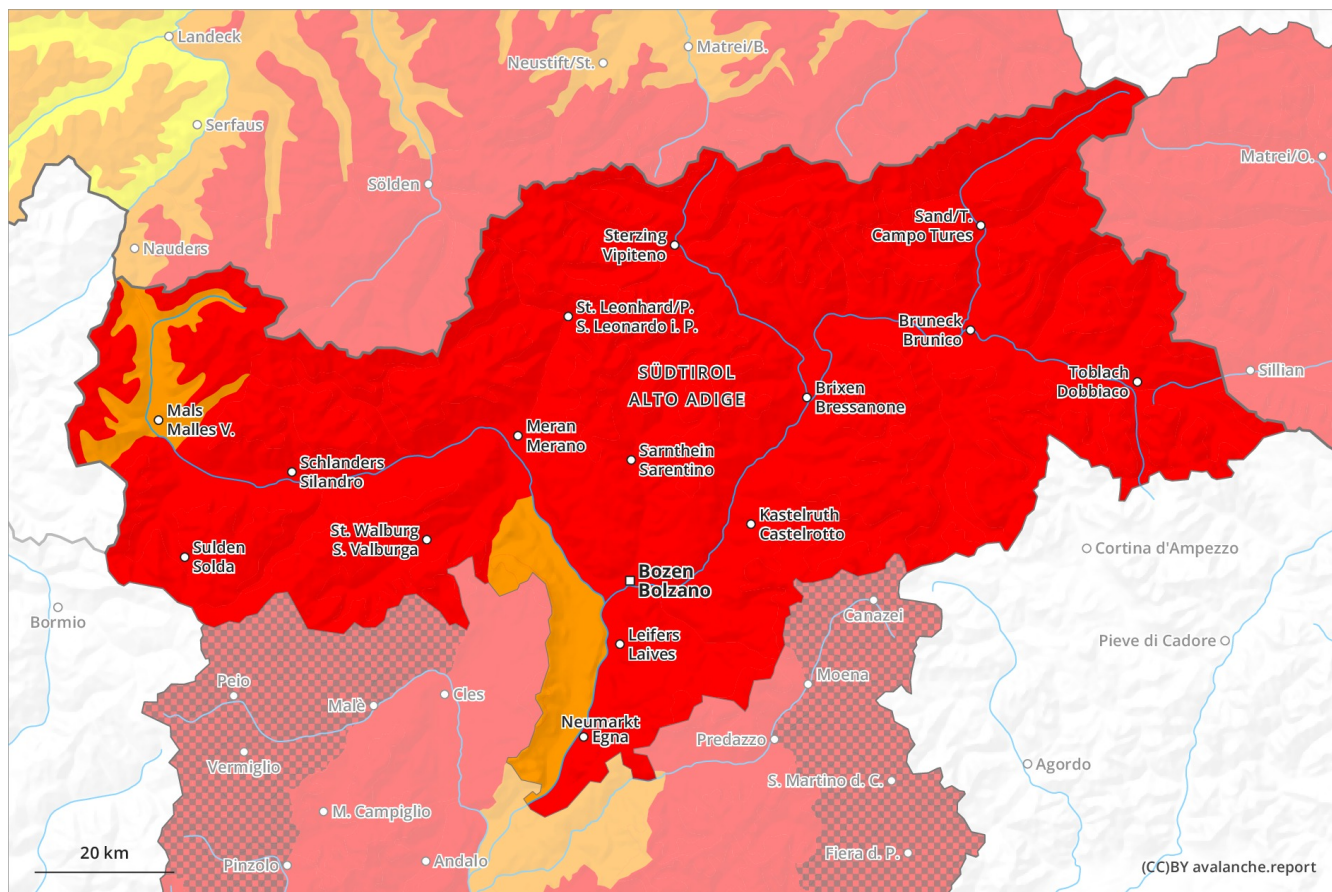 Landeck
Matrei/B.
Neustift/St.
Serfaus
Matrei/O.
Sölden
Sand/T.
Campo Tures
Sterzing
Vipiteno
Nauders
St. Leonhard/P.
S. Leonardo i. P.
Bruneck
Brunico
SÜDTIROL
ALTO ADIGE
Toblach
Dobbiaco
Sillian
Brixen
Bressanone
Mals
Malles V.
Meran
Merano
Sarnthein
Sarentino
Schlanders
Silandro
Kastelruth
Castelrotto
St. Walburg
S. Valburga
Sulden
Solda
Cortina d'Ampezzo
Bozen
Bolzano
Bormio
Canazei
Leifers
Laives
Pieve di Cadore
Peio
Moena
Cles
Malè
Neumarkt
Egna
Predazzo
Vermiglio
Agordo
S. Martino d. C.
M. Campiglio
20 km
Andalo
Pinzolo
Fiera d. P.
(CC)BY avalanche.report